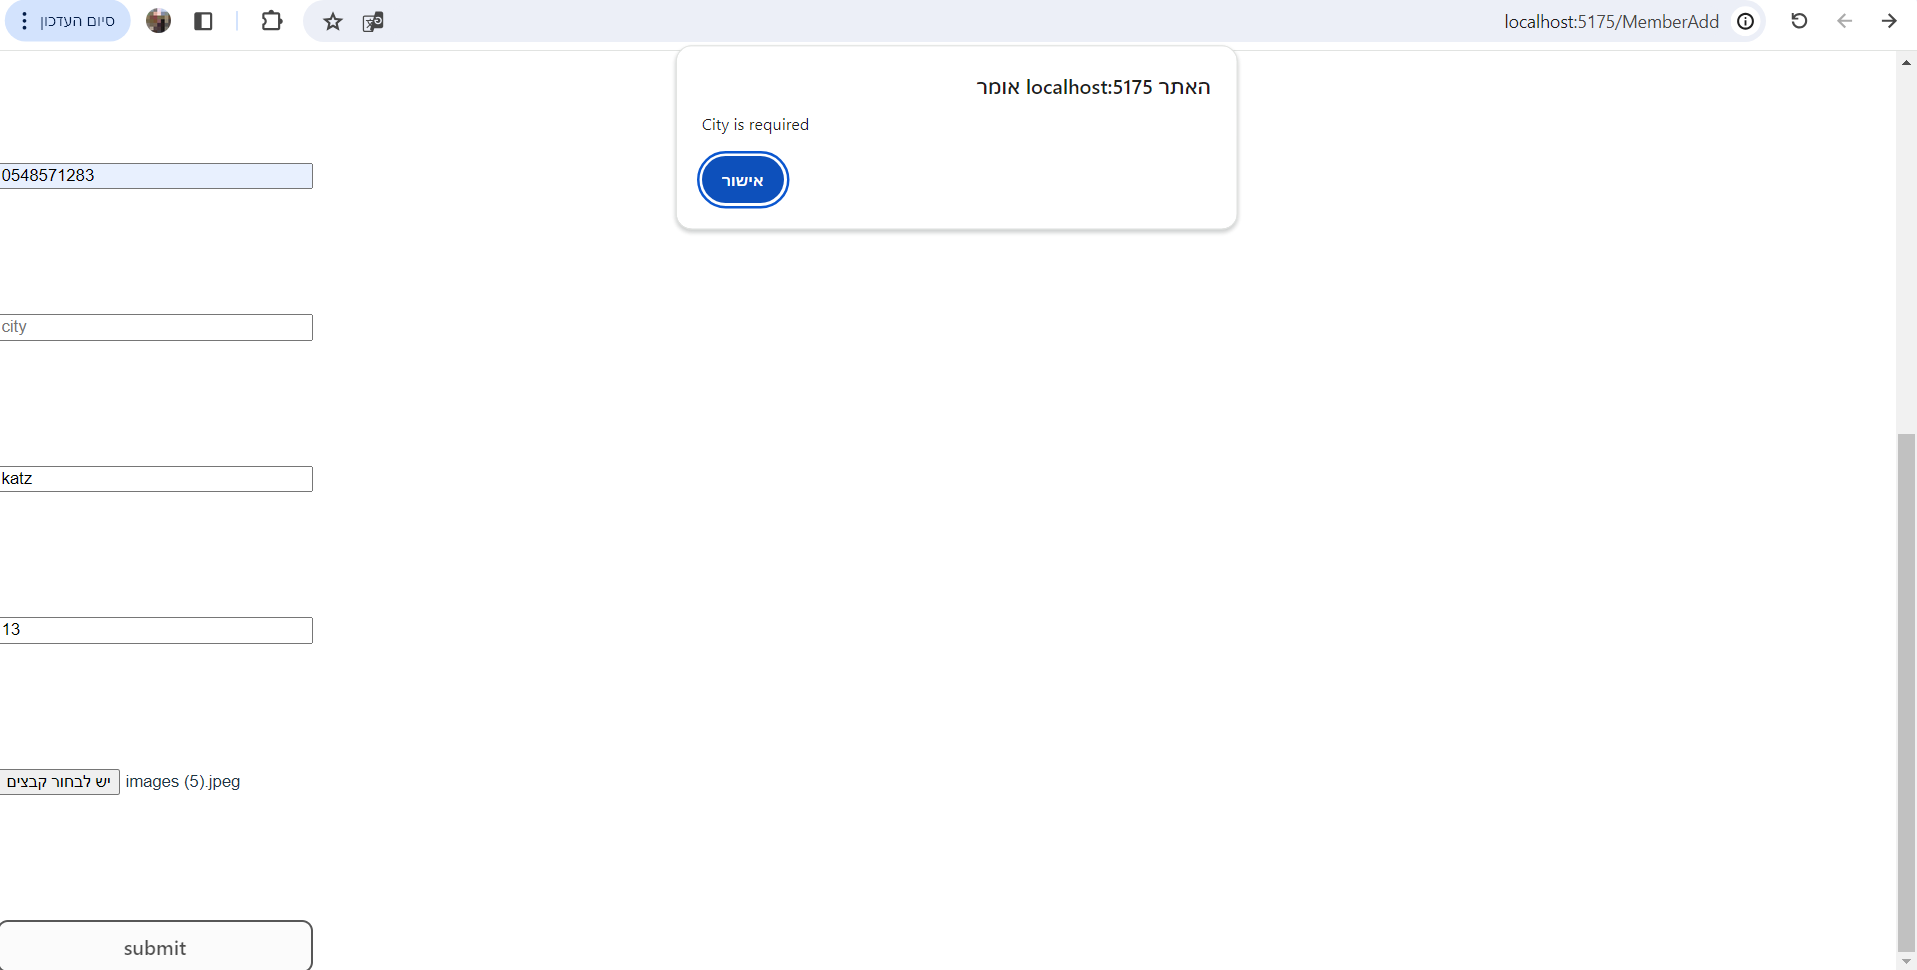 סיום העדכון
localhost:5175/MemberAdd
האתר localhost:5175 אומר
City is required
אישור
0548571283
city
katz
13
יש לבחור קבצים images (5).jpeg
submit